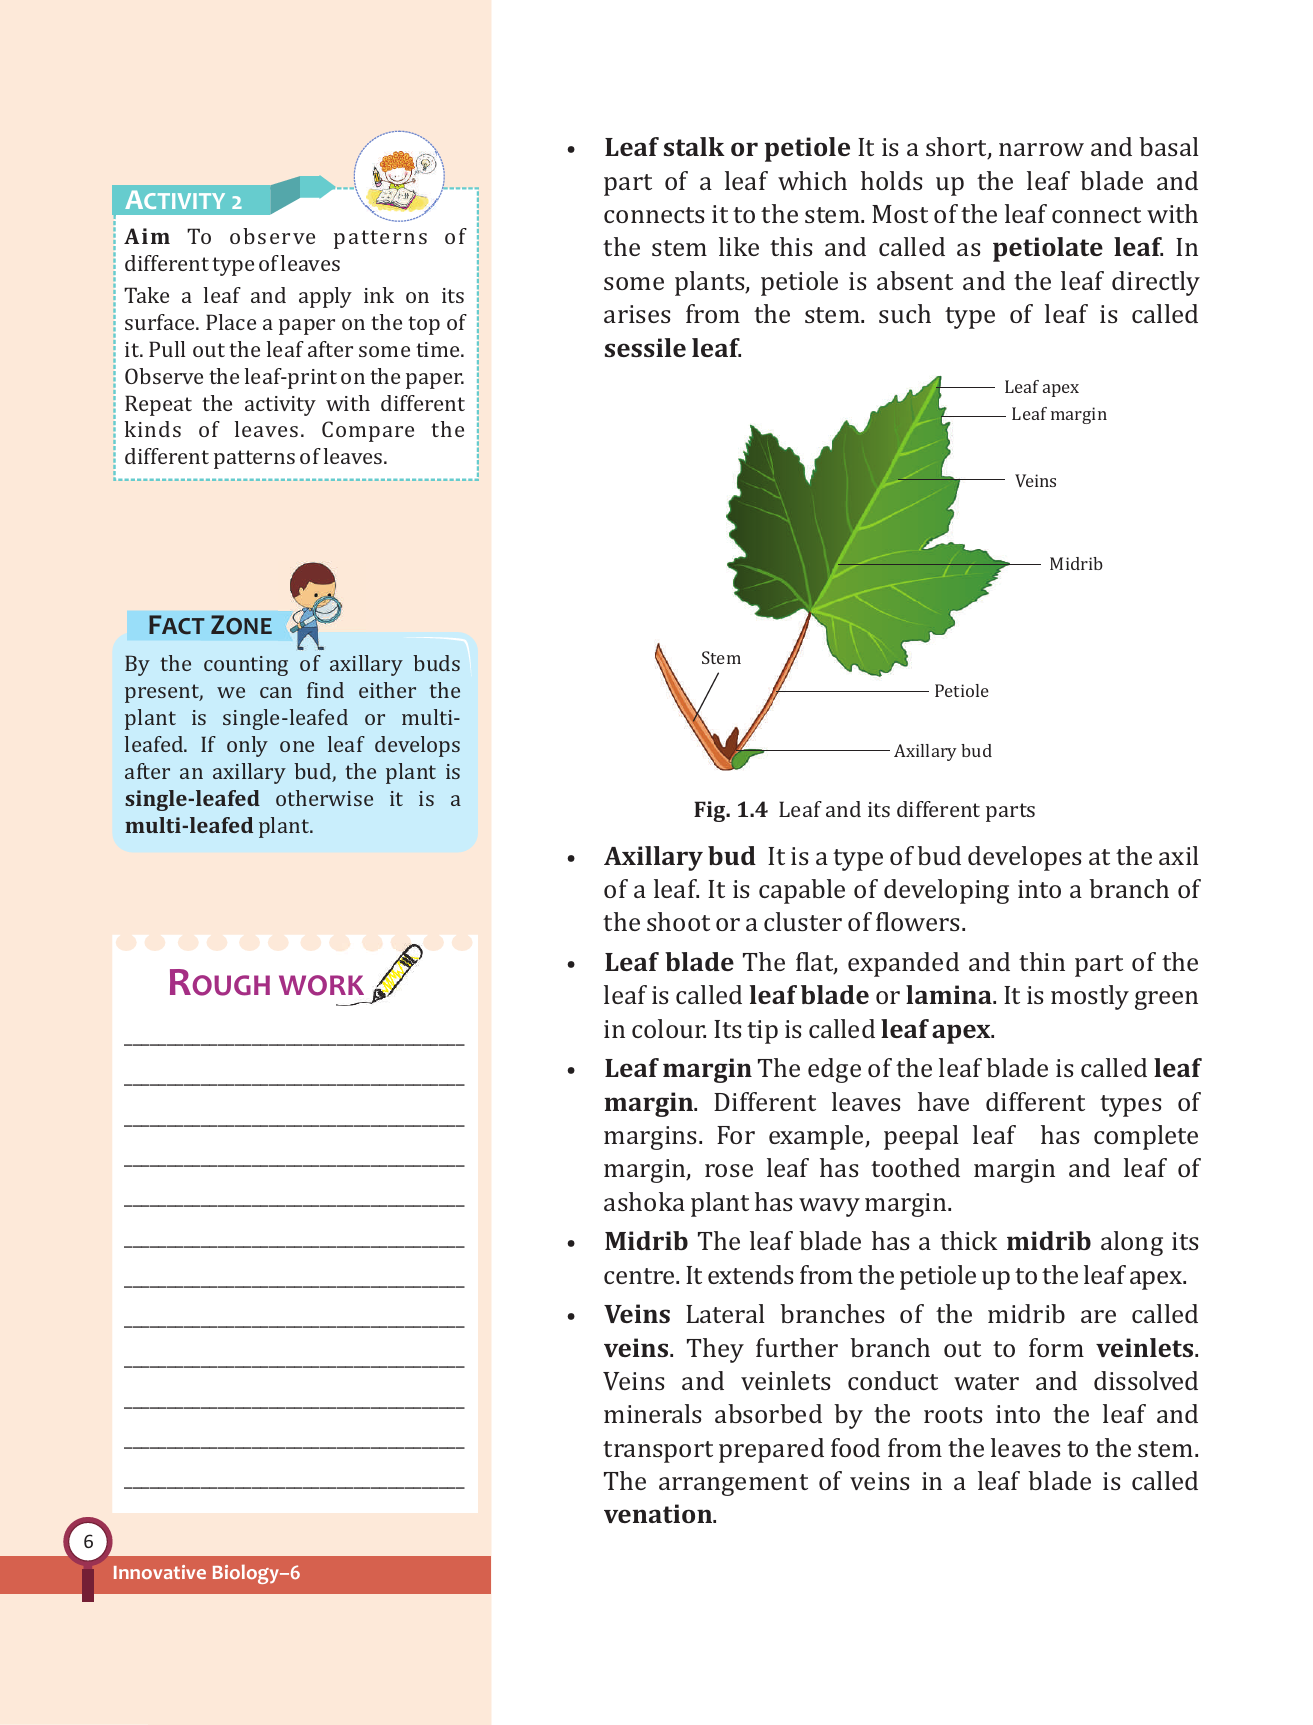 ACTIVITY 2
Aim To observe patterns of
different type of leaves
Take a leaf and apply ink on its
surface. Place a paper on the top of
it. Pull out the leaf after some time.
Observe the leaf-print on the paper.
Repeat the activity with different
kinds of leaves. Compare the
different patterns of leaves.
FACT ZONE
By the counting of axillary buds
present, we can find either the
plant is single-leafed or multi-
leafed. If only one leaf develops
after an axillary bud, the plant is
single-leafed otherwise it is a
multi-leafed plant.
ROUGH WORK
6
Innovative Biology–6
• Leaf stalk or petiole It is a short, narrow and basal
part of a leaf which holds up the leaf blade and
connects it to the stem. Most of the leaf connect with
the stem like this and called as petiolate leaf. In
some plants, petiole is absent and the leaf directly
arises from the stem. such type of leaf is called
sessile leaf.
Leaf apex
Leaf margin
Veins
Midrib
Stem
Petiole
Axillary bud
Fig. 1.4 Leaf and its different parts
• Axillary bud It is a type of bud developes at the axil
of a leaf. It is capable of developing into a branch of
the shoot or a cluster of flowers.
• Leaf blade The flat, expanded and thin part of the
leaf is called leaf blade or lamina. It is mostly green
in colour. Its tip is called leaf apex.
• Leaf margin The edge of the leaf blade is called leaf
margin. Different leaves have different types of
margins. For example, peepal leaf has complete
margin, rose leaf has toothed margin and leaf of
ashoka plant has wavy margin.
• Midrib The leaf blade has a thick midrib along its
centre. It extends from the petiole up to the leaf apex.
• Veins Lateral branches of the midrib are called
veins. They further branch out to form veinlets.
Veins and veinlets conduct water and dissolved
minerals absorbed by the roots into the leaf and
transport prepared food from the leaves to the stem.
The arrangement of veins in a leaf blade is called
venation.